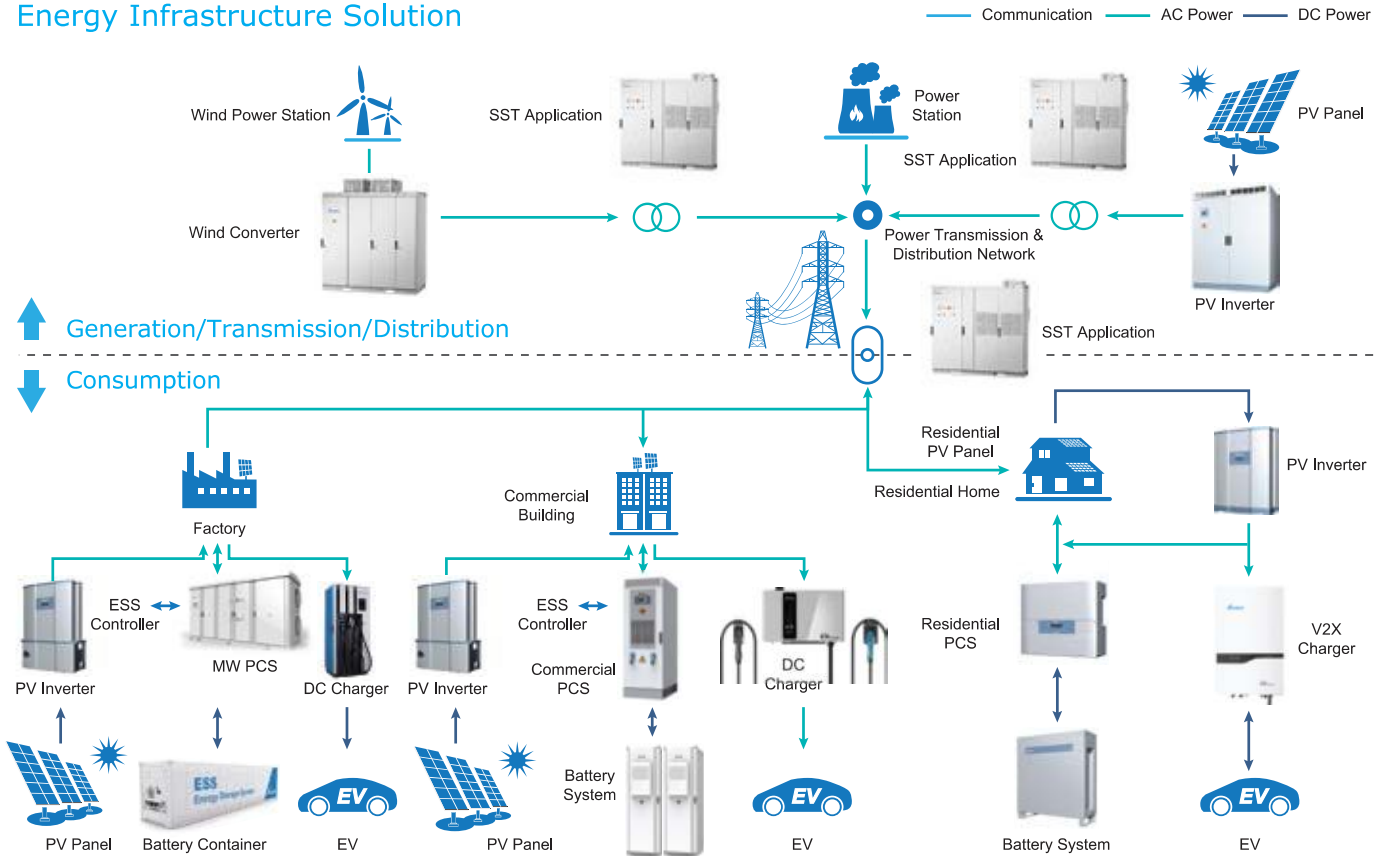 Energy Infrastructure Solution
Communication
AC Power
DC Power
Wind Power Station
SST Application
Power
Station
SST Application
PV Panel
Wind Converter
Power Transmission &
Distribution Network
PV Inverter
SST Application
Generation/Transmission/Distribution
Consumption
Residential
PV Panel
Residential Home
PV Inverter
Factory
Commercial
Building
ESS
Controller
MW PCS
PV Inverter
DC Charger
PV Inverter
ESS
Controller
Commercial
PCS
DC
Charger
Residential
PCS
V2X
Charger
ESS
Energy Storage System
EV
Battery
System
EV
EV
PV Panel
Battery Container
EV
PV Panel
EV
Battery System
EV